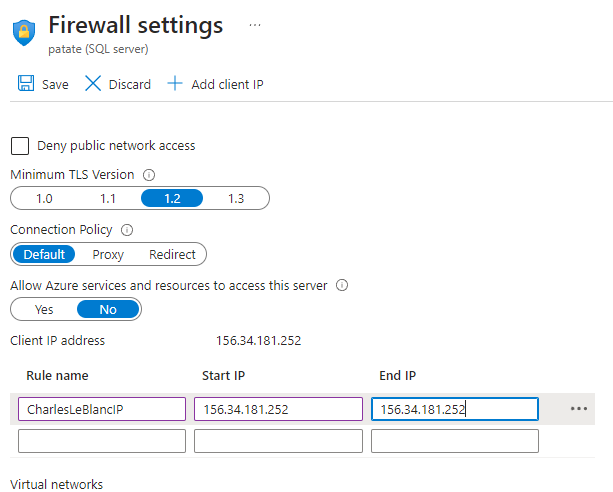 Firewall settings ...
patate (SQL server)
Save Discard Add client IP
Deny public network access
Minimum TLS Version
1.0 1.1 1.2 1.3
Connection Policy
Default Proxy Redirect
Allow Azure services and resources to access this server
Yes No
Client IP address 156.34.181.252
Rule name Start IP End IP
CharlesLeBlancIP 156.34.181.252 156.34.181.252 ...
Virtual networks